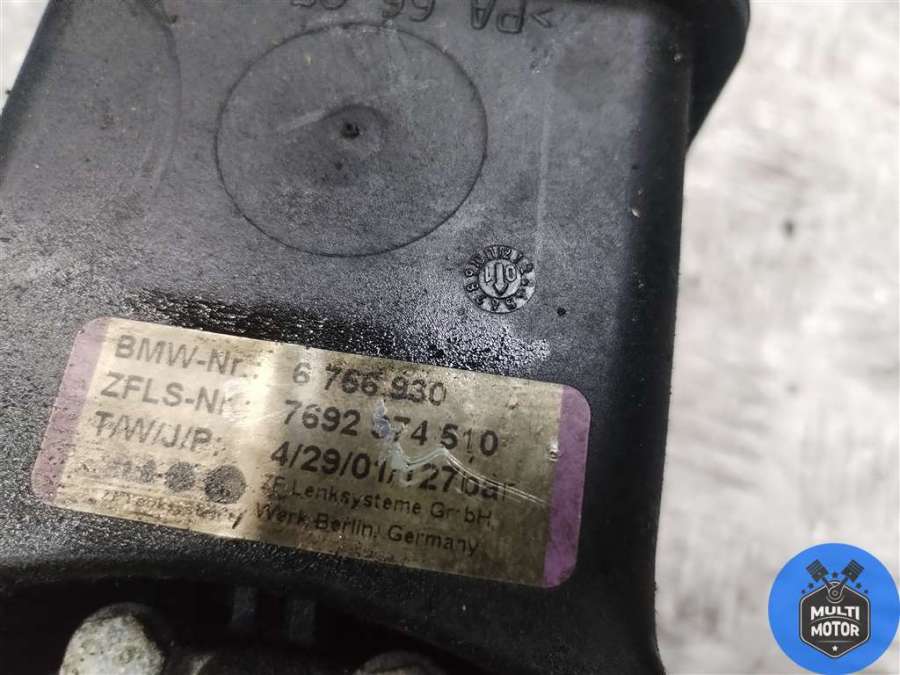 >PA 66
BMW-Nr.: 6 766 930
ZFLS-Nr.: 7692 974 510
T/W/J/P: 4/29/01/127bar
ZF Lenksysteme GmbH
Werk Berlin, Germany
MULTI
MOTOR